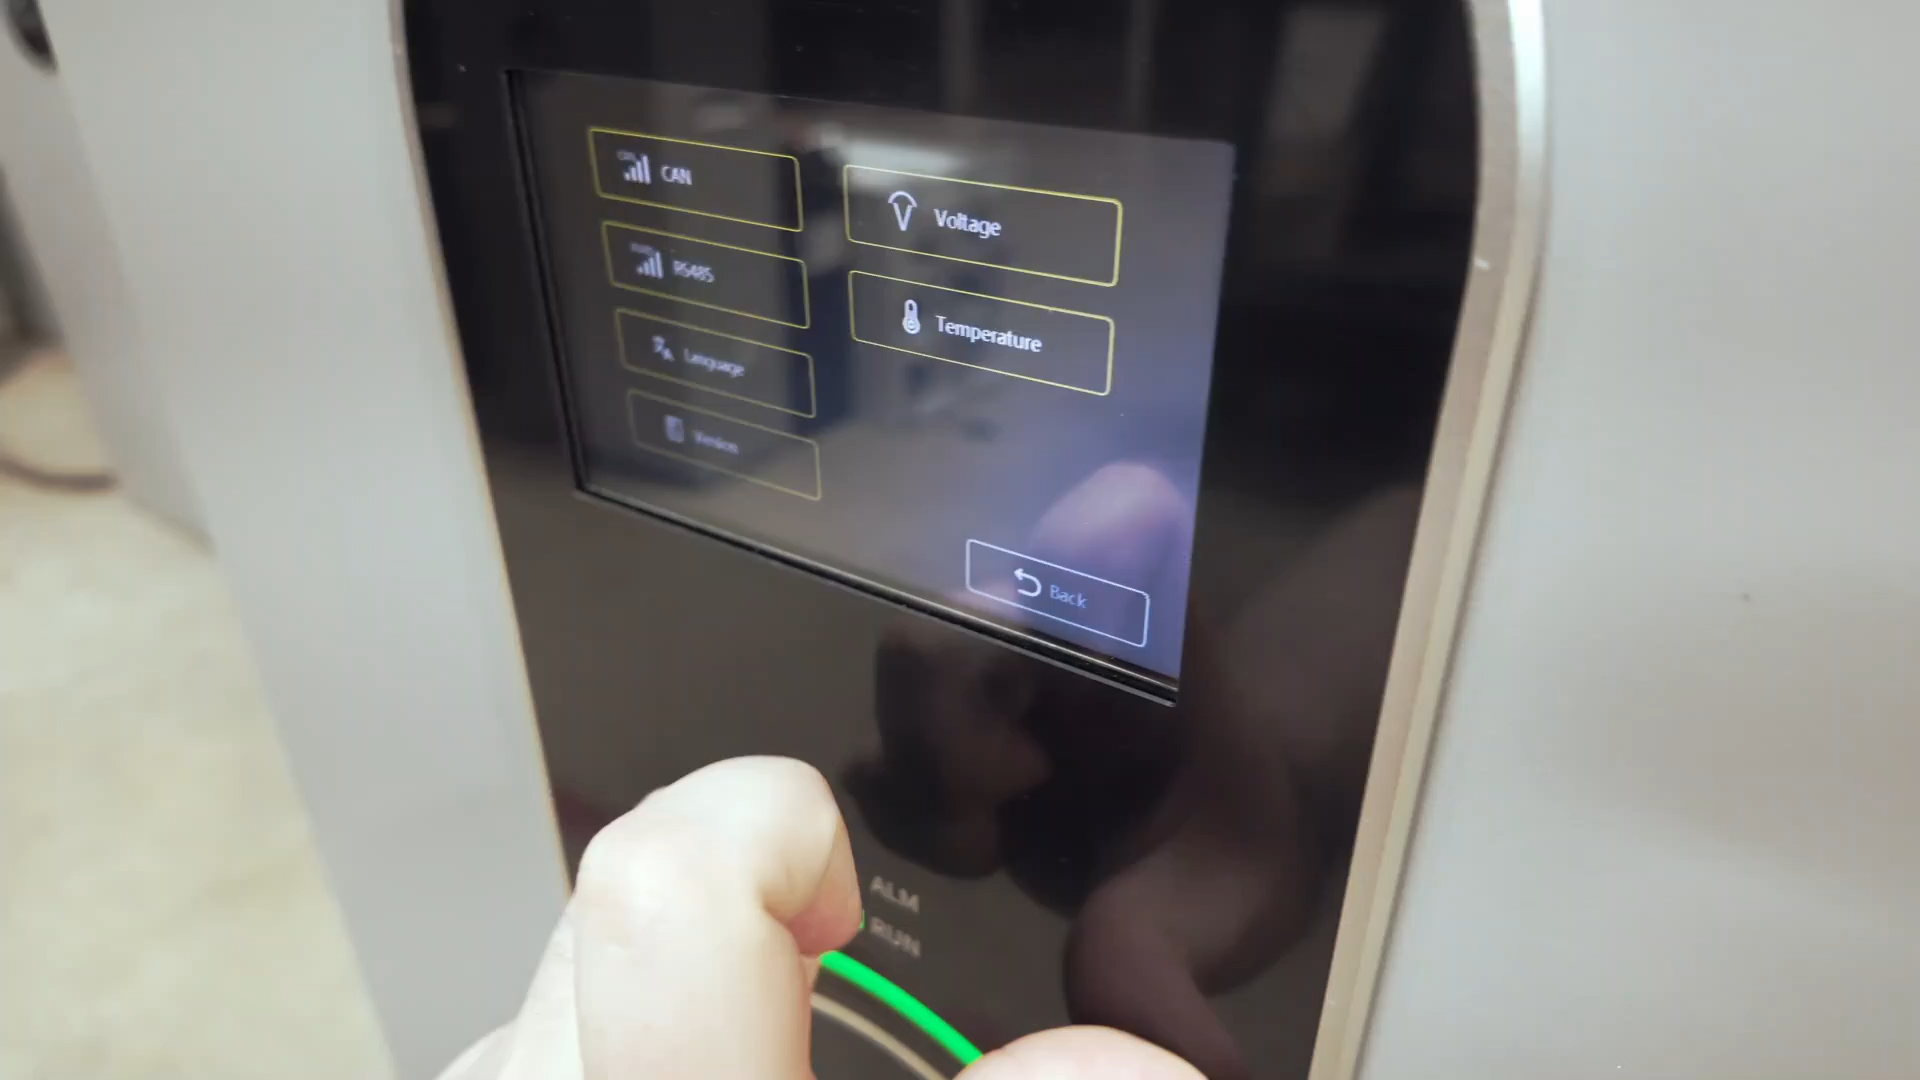 CAN
RS485
Language
Version
Voltage
Temperature
Back
ALM
RUN